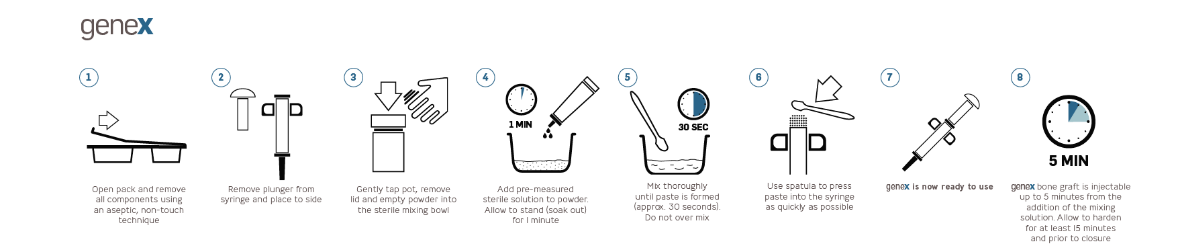 genex
1
Open pack and remove
all components using
an aseptic, non-touch
technique
2
Remove plunger from
syringe and place to side
3
Gently tap pot, remove
lid and empty powder into
the sterile mixing bowl
4
1 MIN
Add pre-measured
sterile solution to powder.
Allow to stand (soak out)
for 1 minute
5
30 SEC
Mix thoroughly
until paste is formed
(approx. 30 seconds).
Do not over mix
6
Use spatula to press
paste into the syringe
as quickly as possible
7
genex is now ready to use
8
5 MIN
genex bone graft is injectable
up to 5 minutes from the
addition of the mixing
solution. Allow to harden
for at least 15 minutes
and prior to closure